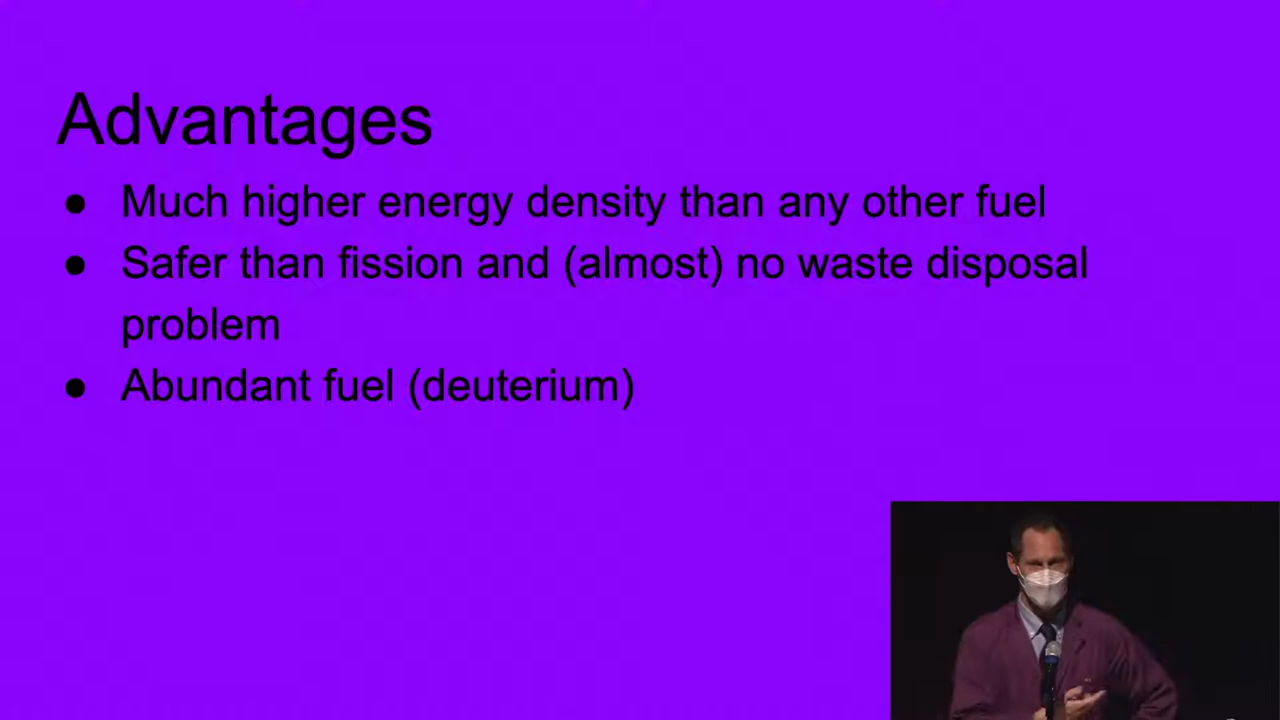 Advantages
● Much higher energy density than any other fuel
● Safer than fission and (almost) no waste disposal
problem
● Abundant fuel (deuterium)